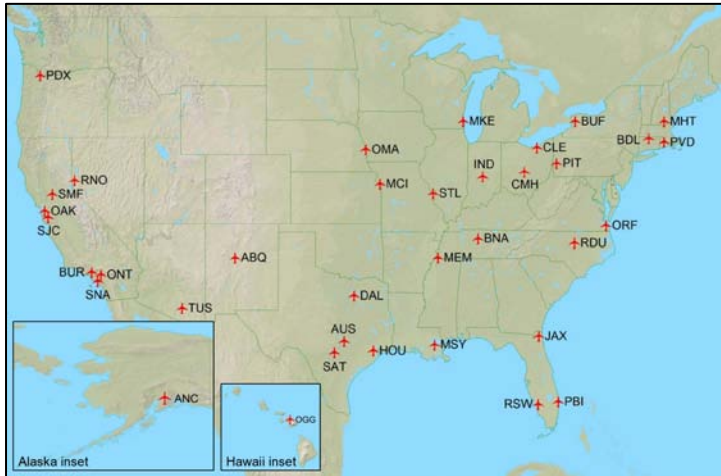 PDX
MKE
BUF
MHT
BDL
PVD
OMA
CLE
PIT
IND
CMH
RNO
MCI
SMF
STL
OAK
SJC
ORF
BNA
RDU
ABQ
MEM
BUR
ONT
SNA
DAL
TUS
AUS
JAX
HOU
MSY
SAT
ANC
RSW
PBI
OGG
Alaska inset
Hawaii inset